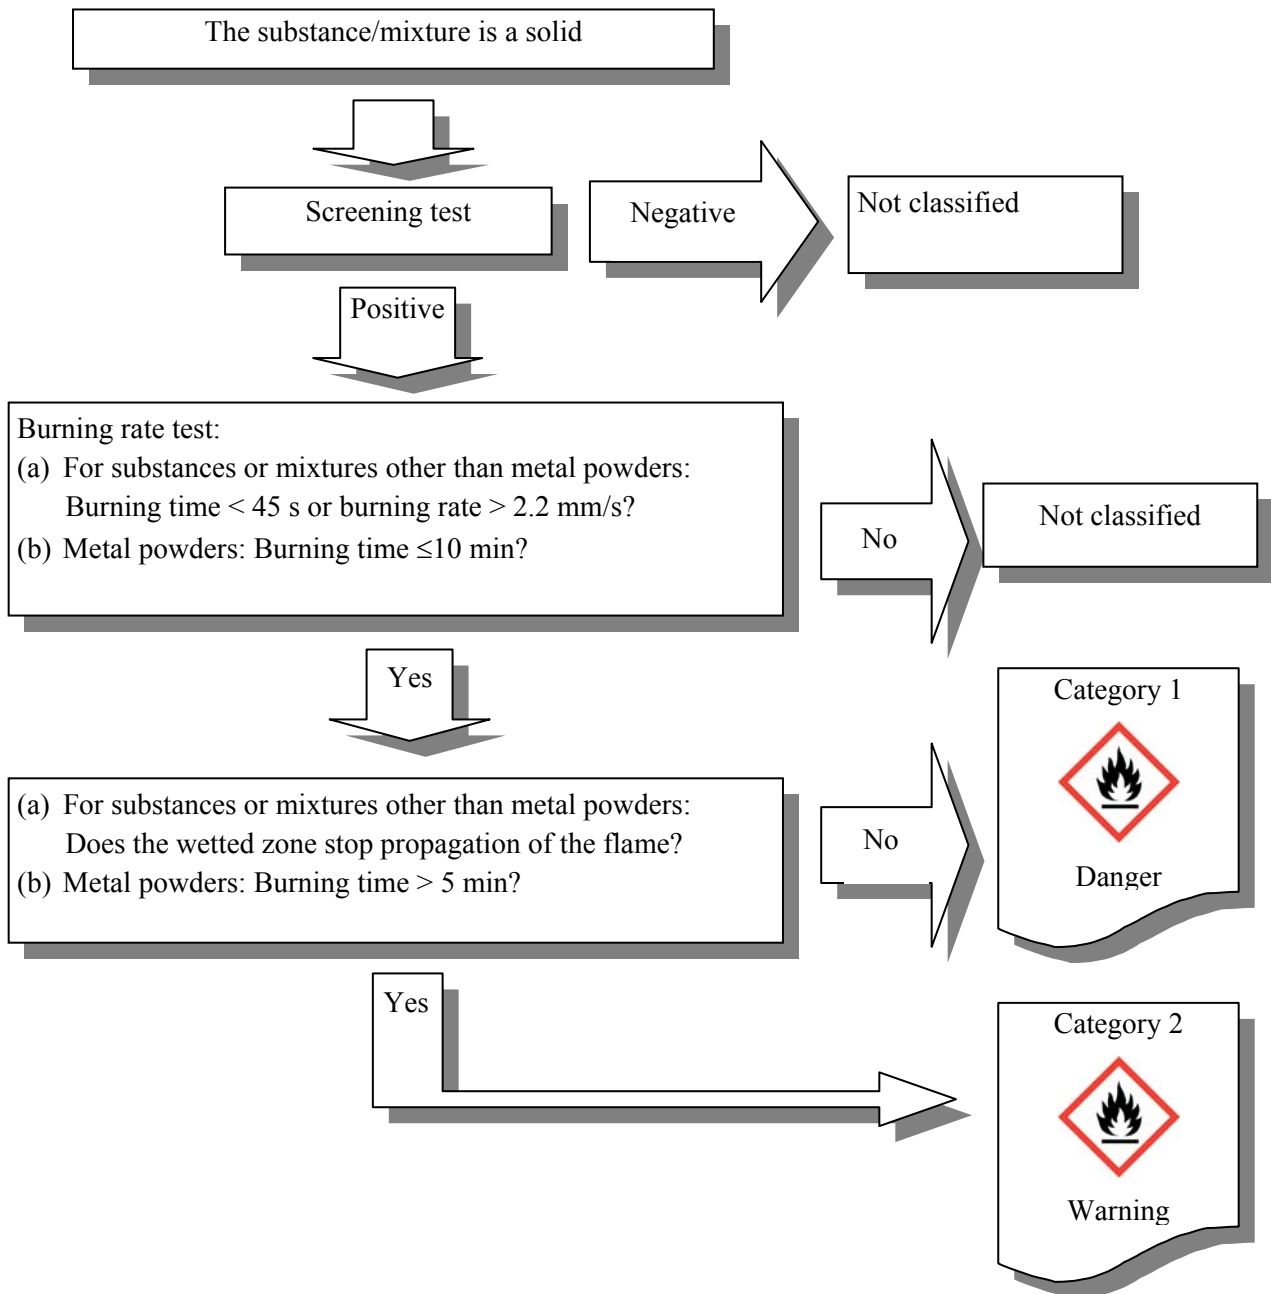 The substance/mixture is a solid
Screening test
Negative
Not classified
Positive
Burning rate test:
(a) For substances or mixtures other than metal powders:
Burning time < 45 s or burning rate > 2.2 mm/s?
(b) Metal powders: Burning time ≤10 min?
No
Not classified
Yes
Category 1
Danger
(a) For substances or mixtures other than metal powders:
Does the wetted zone stop propagation of the flame?
(b) Metal powders: Burning time > 5 min?
No
Yes
Category 2
Warning